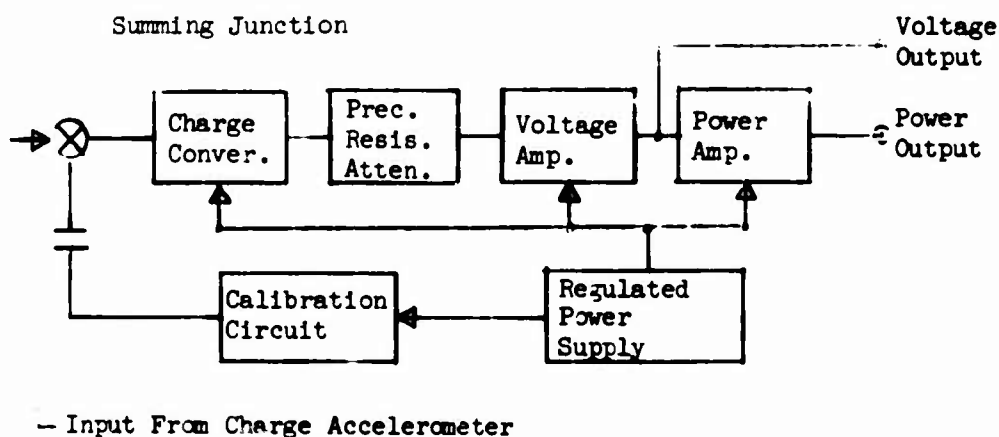 Summing Junction
Voltage
Output
Charge
Conver.
Prec.
Resis.
Atten.
Voltage
Amp.
Power
Amp.
Power
Output
Calibration
Circuit
Regulated
Power
Supply
– Input From Charge Accelerometer